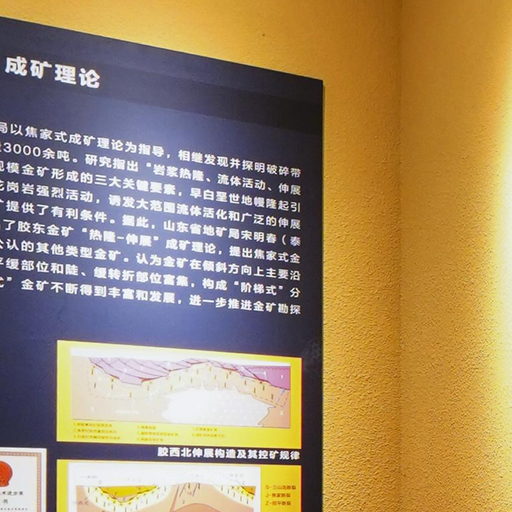 成矿理论
局以焦家式成矿理论为指导，相继发现并探明破碎带
3000余吨。研究指出“岩浆热隆、流体活动、伸展
规模金矿形成的三大关键要素，早白垩世地幔隆起引
花岗岩强烈活动，诱发大范围流体活化和广泛的伸展
矿提供了有利条件。据此，山东省地矿局宋明春（泰
了胶东金矿“热隆-伸展”成矿理论，提出焦家式金
公认的其他类型金矿。认为金矿在倾斜方向上主要沿
平缓部位和陡、缓转折部位富集，构成“阶梯式”分
式”金矿不断得到丰富和发展，进一步推进金矿勘探
胶西北伸展构造及其控矿规律